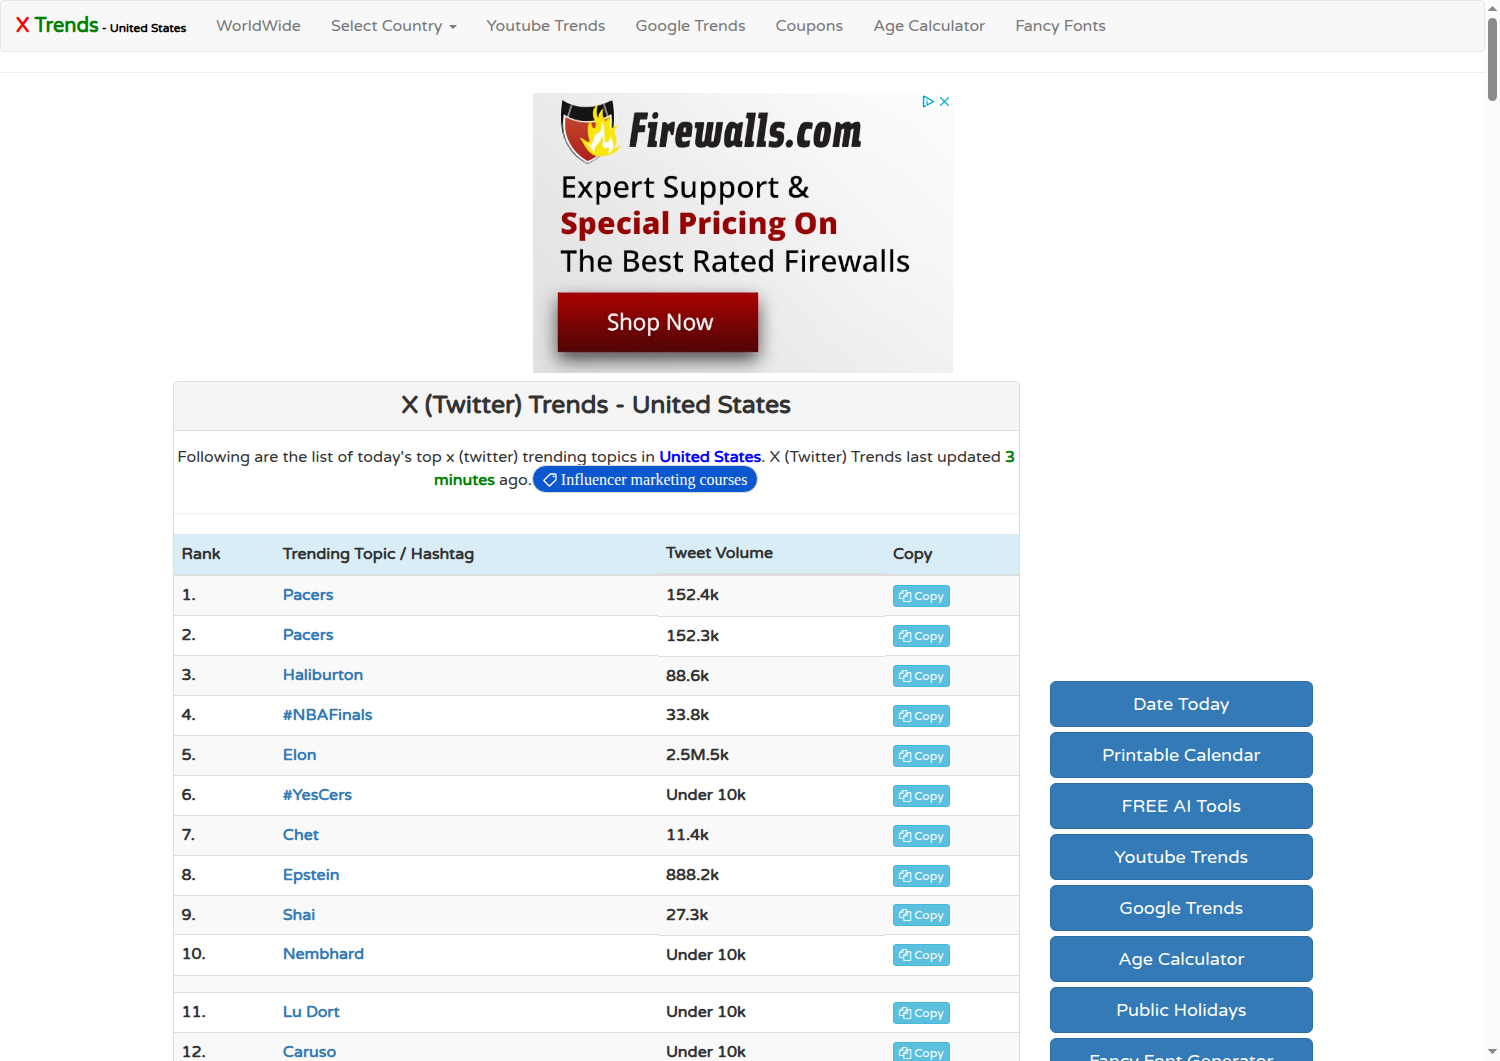 X Trends - United States WorldWide Select Country Youtube Trends Google Trends Coupons Age Calculator Fancy Fonts
Firewalls.com
Expert Support &
Special Pricing On
The Best Rated Firewalls
Shop Now
X (Twitter) Trends - United States
Following are the list of today's top x (twitter) trending topics in United States. X (Twitter) Trends last updated 3
minutes ago. Influencer marketing courses
Rank Trending Topic / Hashtag Tweet Volume Copy
1. Pacers 152.4k Copy
2. Pacers 152.3k Copy
3. Haliburton 88.6k Copy
4. #NBAFinals 33.8k Copy
5. Elon 2.5M.5k Copy
6. #YesCers Under 10k Copy
7. Chet 11.4k Copy
8. Epstein 888.2k Copy
9. Shai 27.3k Copy
10. Nembhard Under 10k Copy
11. Lu Dort Under 10k Copy
12. Caruso Under 10k Copy
Date Today
Printable Calendar
FREE AI Tools
Youtube Trends
Google Trends
Age Calculator
Public Holidays
Fancy Font Generator